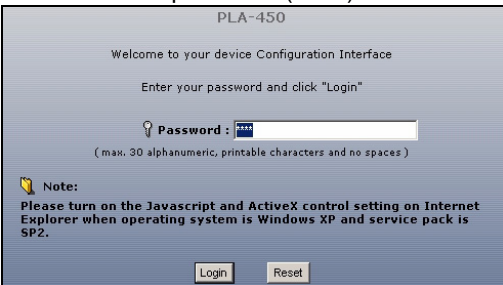 PLA-450
Welcome to your device Configuration Interface
Enter your password and click "Login"
Password : ****
( max. 30 alphanumeric, printable characters and no spaces )
Note:
Please turn on the Javascript and ActiveX control setting on Internet
Explorer when operating system is Windows XP and service pack is
SP2.
Login Reset